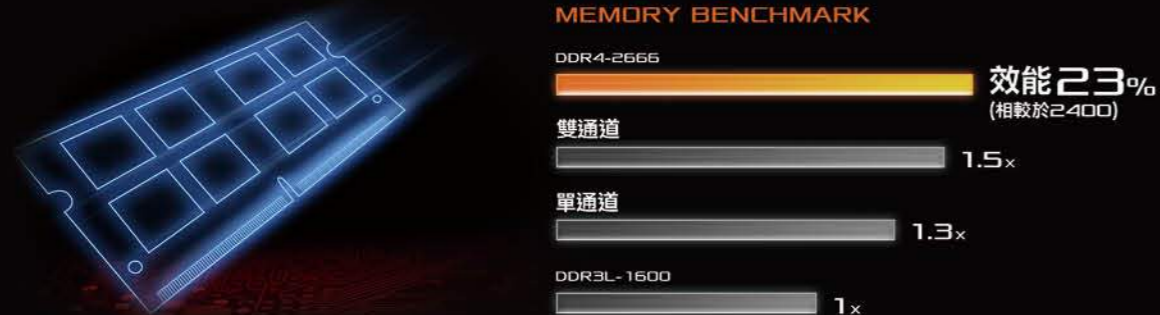 MEMORY BENCHMARK
DDR4-2666
效能23%
(相較於2400)
雙通道
1.5x
單通道
1.3x
DDR3L-1600
1x